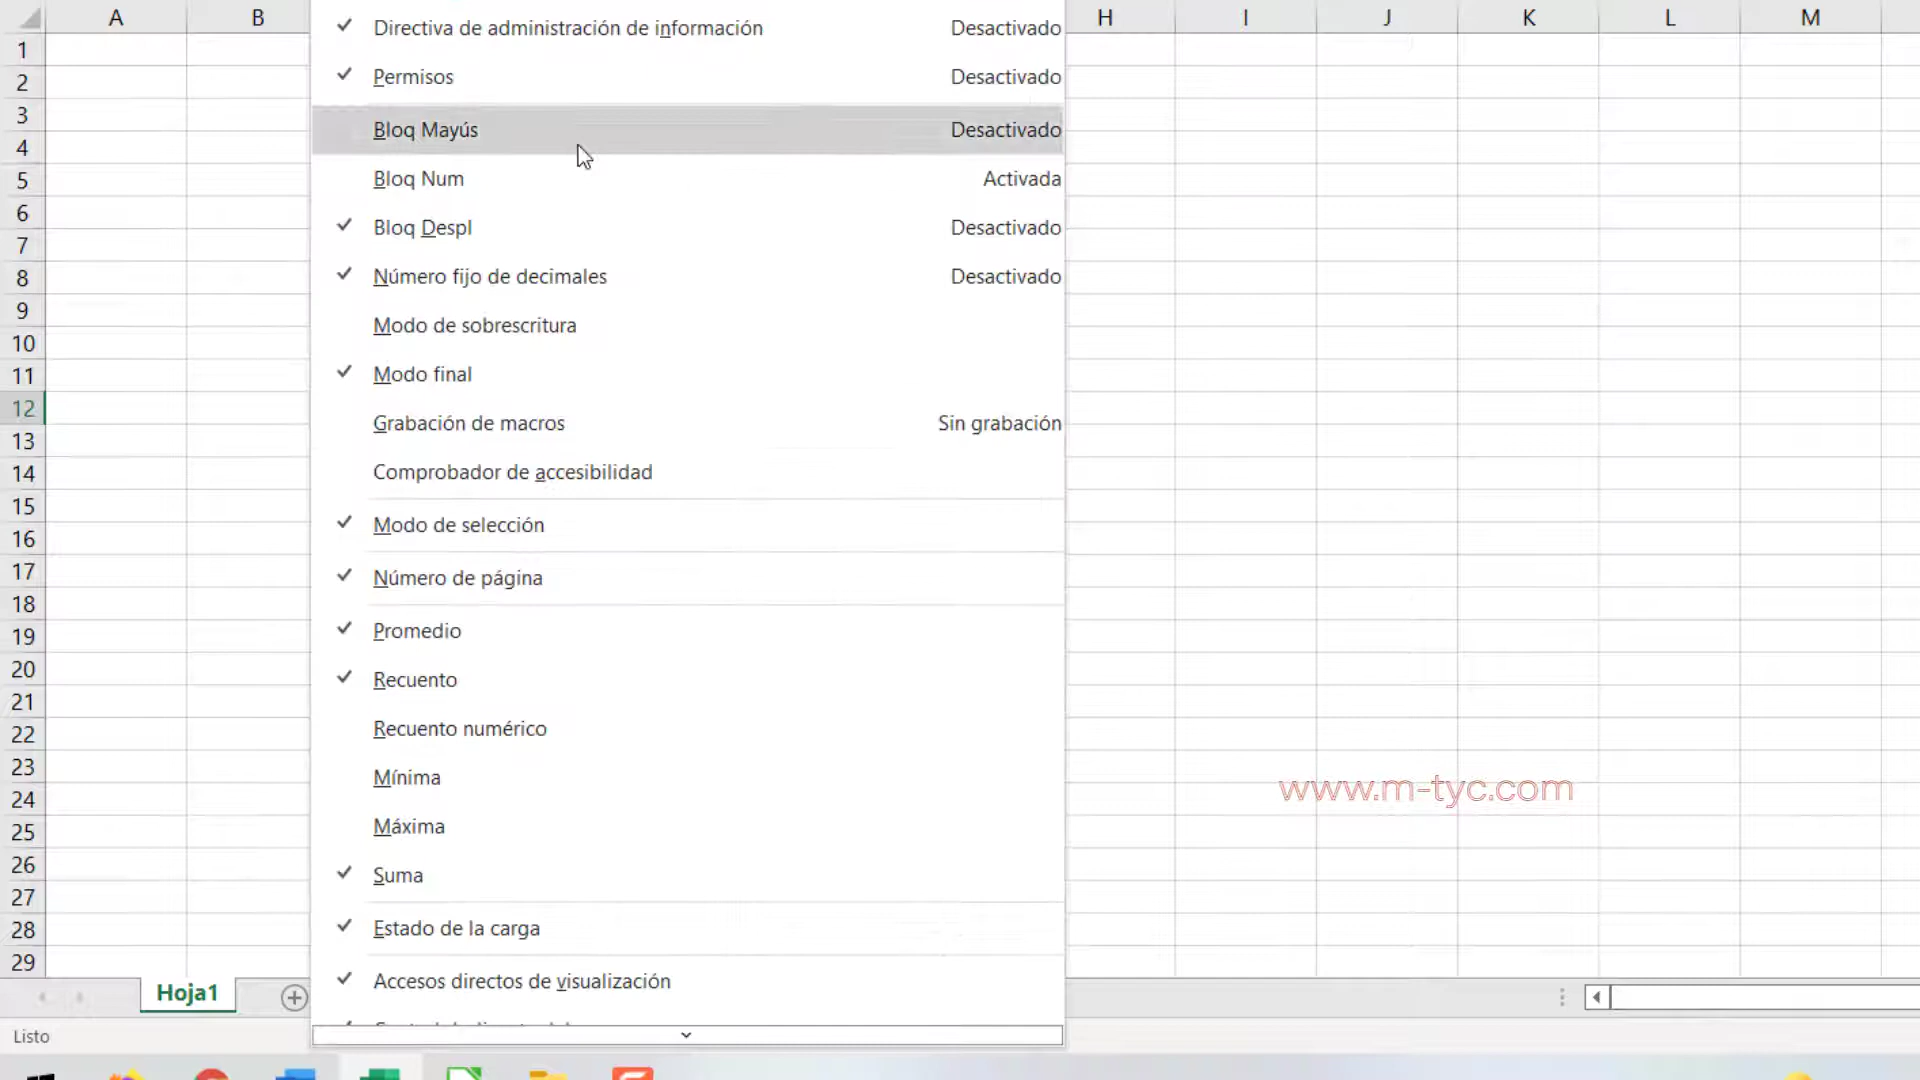 A B H I J K L M
1
2
3
4
5
6
7
8
9
10
11
12
13
14
15
16
17
18
19
20
21
22
23
24
25
26
27
28
29
Directiva de administración de información Desactivado
Permisos Desactivado
Bloq Mayús Desactivado
Bloq Num Activada
Bloq Despl Desactivado
Número fijo de decimales Desactivado
Modo de sobrescritura
Modo final
Grabación de macros Sin grabación
Comprobador de accesibilidad
Modo de selección
Número de página
Promedio
Recuento
Recuento numérico
Mínima
Máxima
Suma
Estado de la carga
Accesos directos de visualización
www.m-tyc.com
Hoja1
Listo